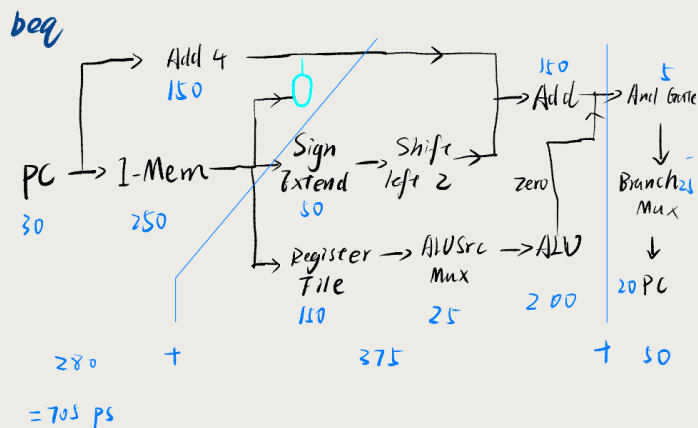 beq
Add 4
150
150
Add
5
And Gate
PC
30
I-Mem
250
Sign
Extend
50
Shift
left 2
Zero
Branch
Mux
25
Register
File
150
ALUSrc
Mux
25
ALU
200
20 PC
280 + 375 + 50
= 705 ps